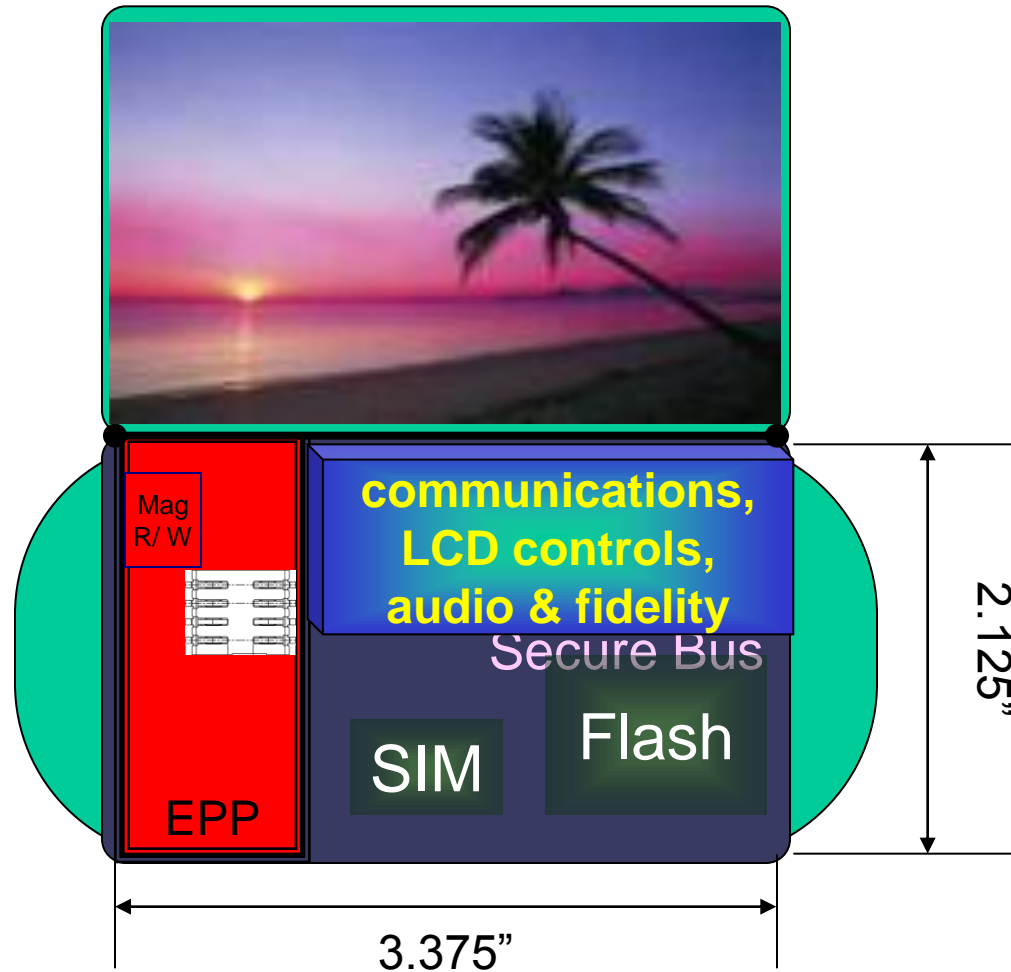 Mag
R/ W
communications,
LCD controls,
audio & fidelity
Secure Bus
Flash
SIM
EPP
2.125”
3.375”